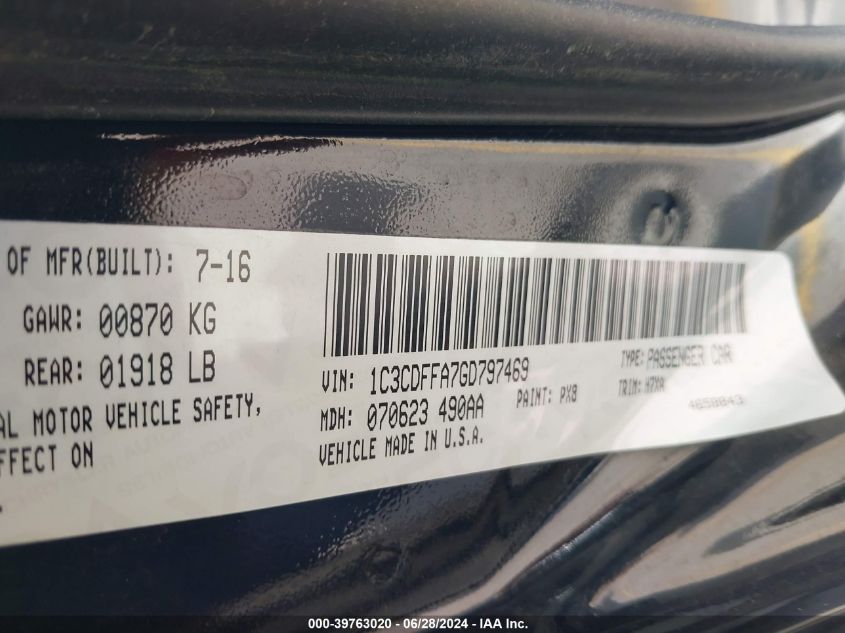 OF MFR(BUILT): 7-16
GAWR: 00870 KG
REAR: 01918 LB
AL MOTOR VEHICLE SAFETY,
FFECT ON
VIN: 1C3CDFFA7GD797469
TYPE: PASSENGER CAR
MDH: 070623 490AA
PAINT: PX8
TRIM: H7XA
VEHICLE MADE IN U.S.A.
4650043
000-39763020 - 06/28/2024 - IAA Inc.